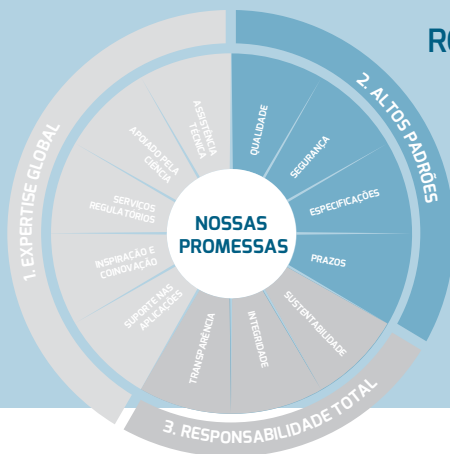 NOSSAS
PROMESSAS
1. EXPERTISE GLOBAL
ASSISTÊNCIA
TÉCNICA
APOIADO PELA
CIÊNCIA
SERVIÇOS
REGULATÓRIOS
INSPIRAÇÃO E
COINOVAÇÃO
SUPORTE NAS
APLICAÇÕES
2. ALTOS PADRÕES
QUALIDADE
SEGURANÇA
ESPECIFICAÇÕES
PRAZOS
3. RESPONSABILIDADE TOTAL
TRANSPARÊNCIA
INTEGRIDADE
SUSTENTABILIDADE